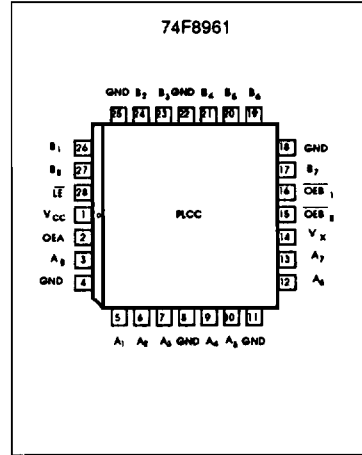 74F8961
GND B2 B3 GND B4 B5 B6
25 24 23 22 21 20 19
B1 26
18 GND
B0 27
17 B7
LE 28
16 OEB1
VCC 1
PLCC
15 OEB0
OEA 2
14 VX
A0 3
13 A7
GND 4
12 A6
5 6 7 8 9 10 11
A1 A2 A3 GND A4 A5 GND